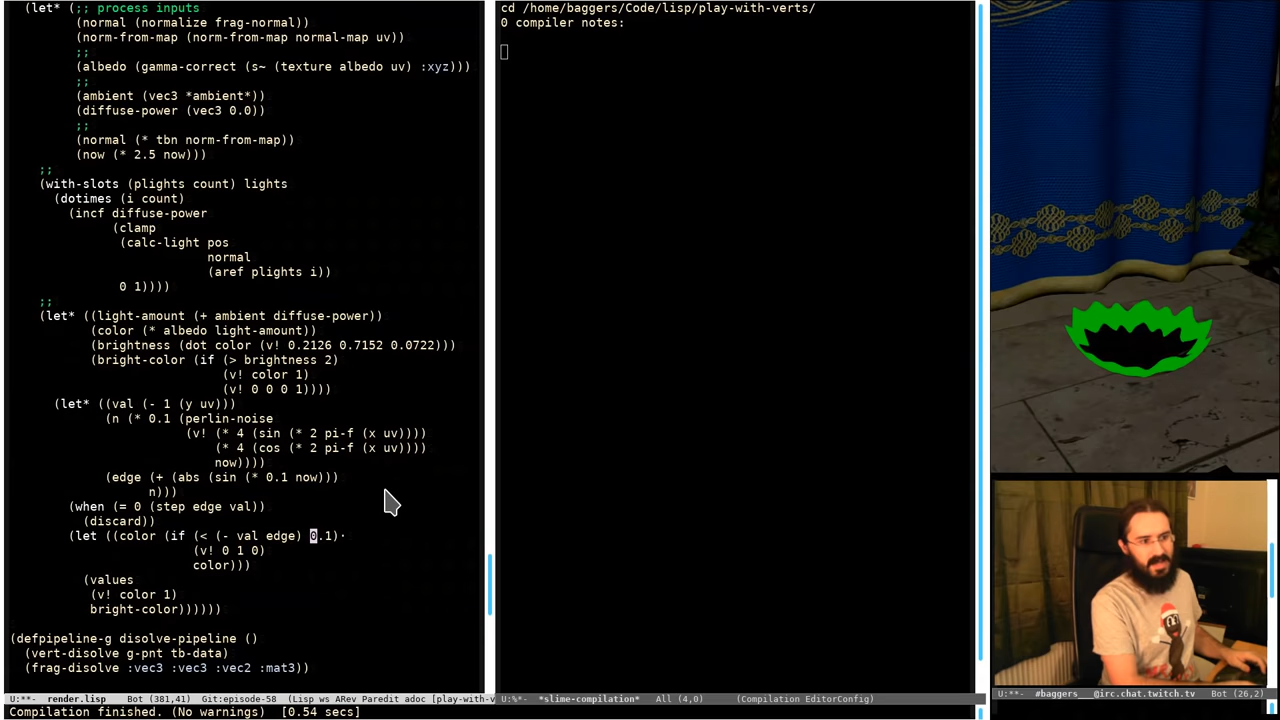 (let* (;; process inputs
(normal (normalize frag-normal))
(norm-from-map (norm-from-map normal-map uv))
;;
(albedo (gamma-correct (s~ (texture albedo uv) :xyz)))
;;
(ambient (vec3 *ambient*))
(diffuse-power (vec3 0.0))
;;
(normal (* tbn norm-from-map))
(now (* 2.5 now)))
;;
(with-slots (plights count) lights
(dotimes (i count)
(incf diffuse-power
(clamp
(calc-light pos
normal
(aref plights i))
0 1))))
;;
(let* ((light-amount (+ ambient diffuse-power))
(color (* albedo light-amount))
(brightness (dot color (v! 0.2126 0.7152 0.0722)))
(bright-color (if (> brightness 2)
(v! color 1)
(v! 0 0 0 1))))
(let* ((val (- 1 (y uv)))
(n (* 0.1 (perlin-noise
(v! (* 4 (sin (* 2 pi-f (x uv))))
(* 4 (cos (* 2 pi-f (x uv))))
now))))
(edge (+ (abs (sin (* 0.1 now)))
n)))
(when (= 0 (step edge val))
(discard))
(let ((color (if (< (- val edge) 0.1)·
(v! 0 1 0)
color)))
(values
(v! color 1)
bright-color))))))
(defpipeline-g disolve-pipeline ()
(vert-disolve g-pnt tb-data)
(frag-disolve :vec3 :vec3 :vec2 :mat3))
U:**- render.lisp Bot (381,41) Git:episode-58 (Lisp ws ARev Paredit adoc [play-with-v
Compilation finished. (No warnings) [0.54 secs]
cd /home/baggers/Code/lisp/play-with-verts/
0 compiler notes:
U:%*- *slime-compilation* All (4,0) (Compilation EditorConfig)
U:**- #baggers__@irc.chat.twitch.tv Bot (26,2)